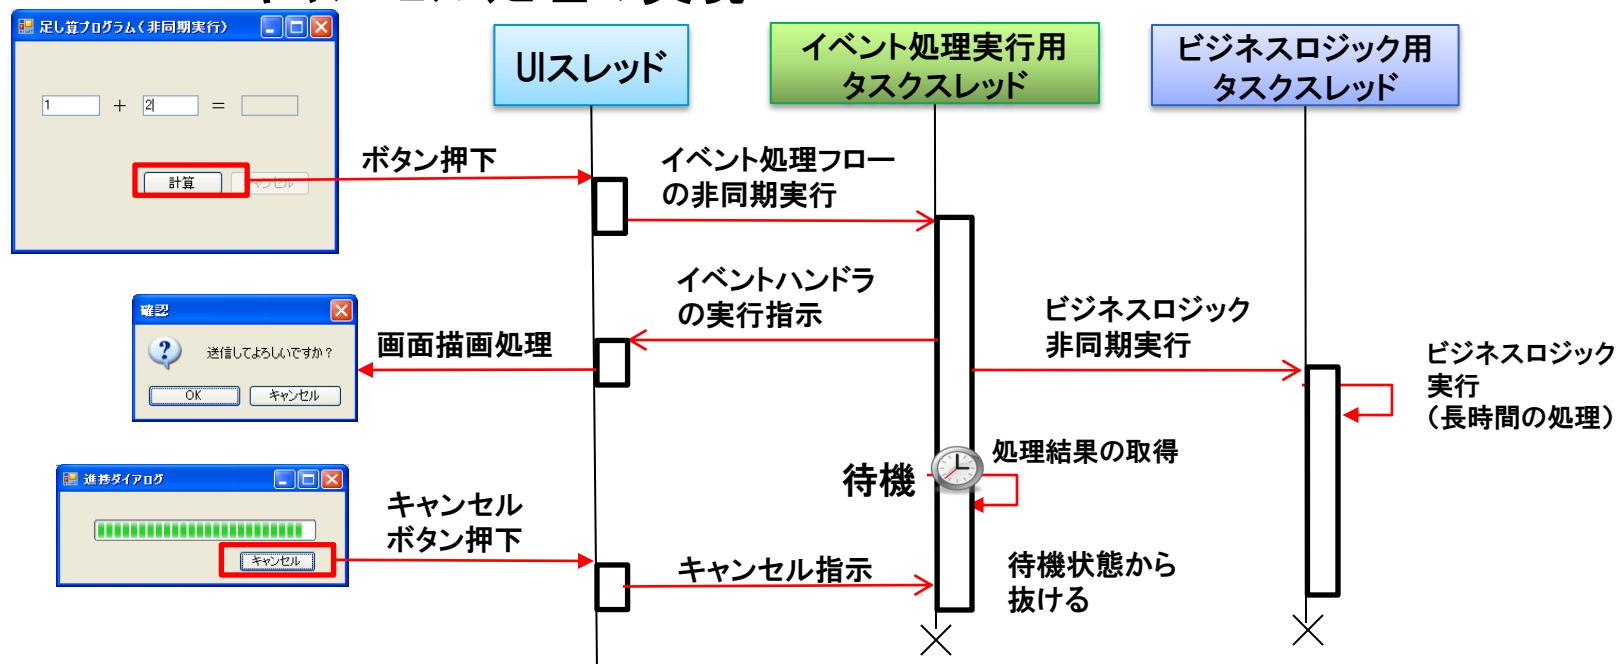 足し算プログラム(非同期実行)
1 + 2 =
計算
UIスレッド
イベント処理実行用
タスクスレッド
ビジネスロジック用
タスクスレッド
ボタン押下
イベント処理フロー
の非同期実行
イベントハンドラ
の実行指示
ビジネスロジック
非同期実行
確認
送信してよろしいですか?
OK キャンセル
画面描画処理
ビジネスロジック
実行
(長時間の処理)
処理結果の取得
待機
進捗ダイアログ
キャンセル
キャンセル
ボタン押下
キャンセル指示
待機状態から
抜ける